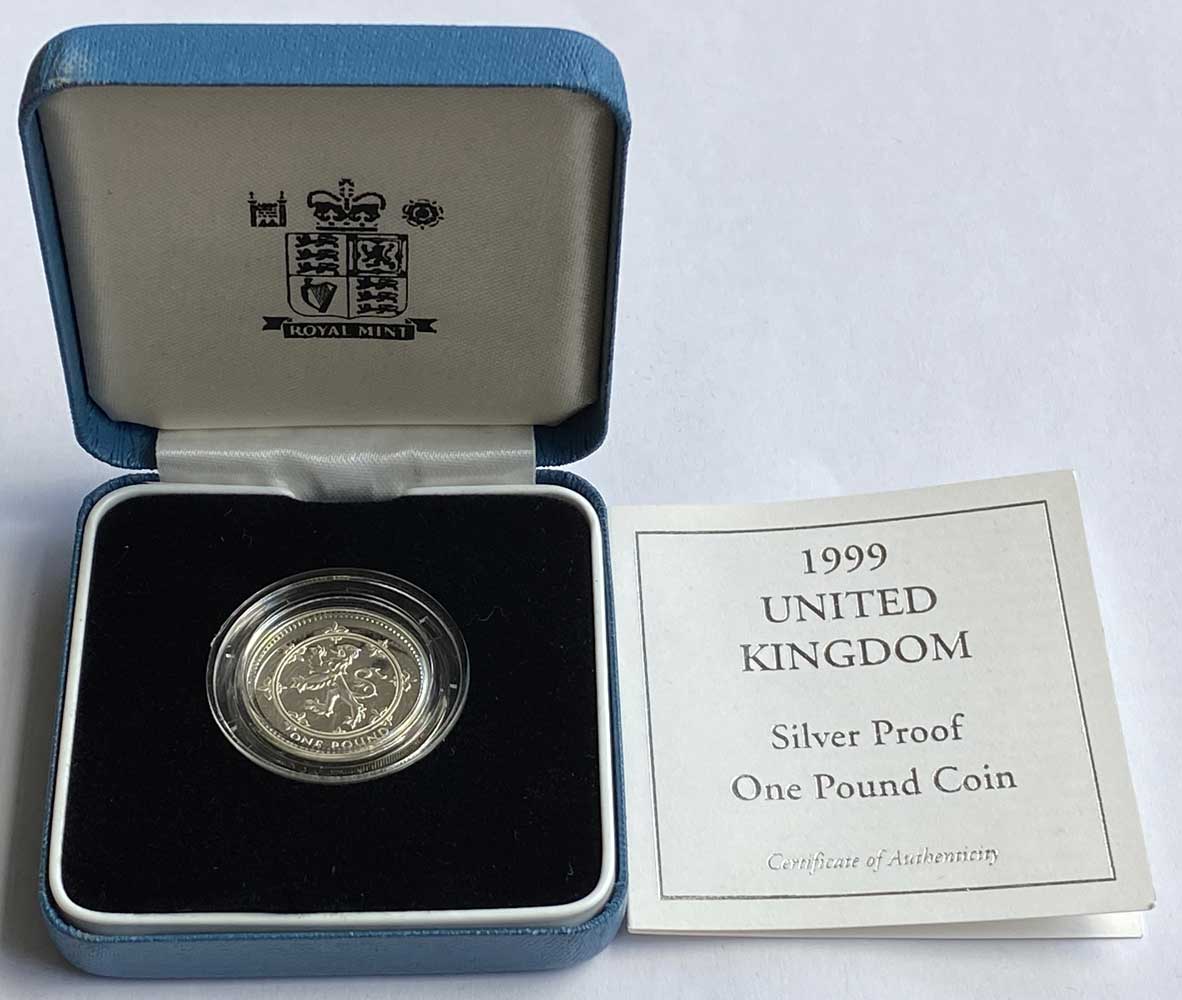 ROYAL MINT
ONE POUND
1999
UNITED
KINGDOM
Silver Proof
One Pound Coin
Certificate of Authenticity